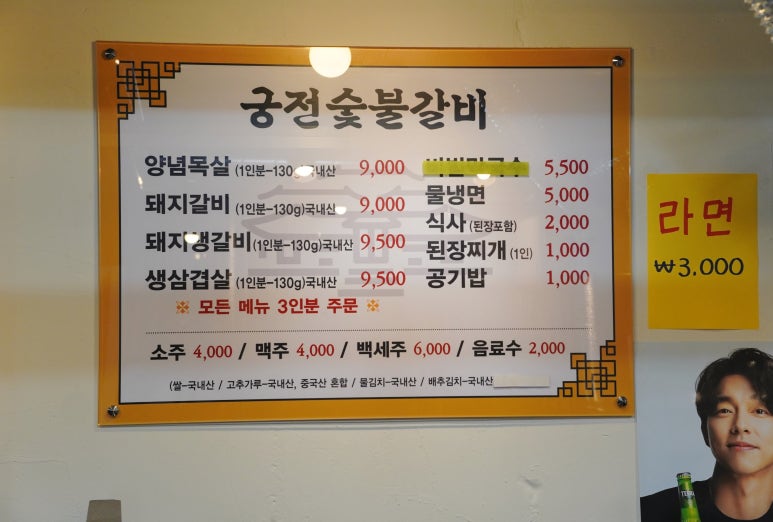 궁전숯불갈비
양념목살 (1인분-130g)국내산 9,000
돼지갈비 (1인분-130g)국내산 9,000
돼지생갈비 (1인분-130g)국내산 9,500
생삼겹살 (1인분-130g)국내산 9,500
※ 모든 메뉴 3인분 주문 ※
5,500
물냉면 5,000
식사 (된장포함) 2,000
된장찌개 (1인) 1,000
공기밥 1,000
소주 4,000 / 맥주 4,000 / 백세주 6,000 / 음료수 2,000
(쌀-국내산 / 고추가루-국내산, 중국산 혼합 / 물김치-국내산 / 배추김치-국내산
라면
₩3.000
TERRA